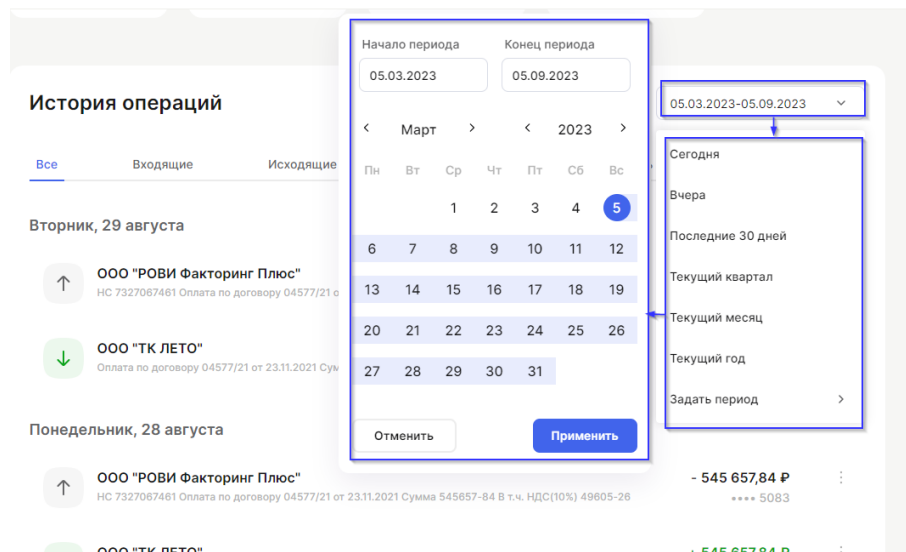 Начало периода Конец периода
05.03.2023 05.09.2023
История операций
05.03.2023-05.09.2023
Март 2023
Все Входящие Исходящие
Пн Вт Ср Чт Пт Сб Вс
1 2 3 4 5
6 7 8 9 10 11 12
13 14 15 16 17 18 19
20 21 22 23 24 25 26
27 28 29 30 31
Отменить Применить
Сегодня
Вчера
Последние 30 дней
Текущий квартал
Текущий месяц
Текущий год
Задать период
Вторник, 29 августа
ООО "РОВИ Факторинг Плюс"
НС 7327067461 Оплата по договору 04577/21 о
ООО "ТК ЛЕТО"
Оплата по договору 04577/21 от 23.11.2021 Сум
Понедельник, 28 августа
ООО "РОВИ Факторинг Плюс" - 545 657,84 ₽
НС 7327067461 Оплата по договору 04577/21 от 23.11.2021 Сумма 545657-84 В т.ч. НДС(10%) 49605-26 •••• 5083
ООО "ТК ЛЕТО" + 545 657,84 ₽